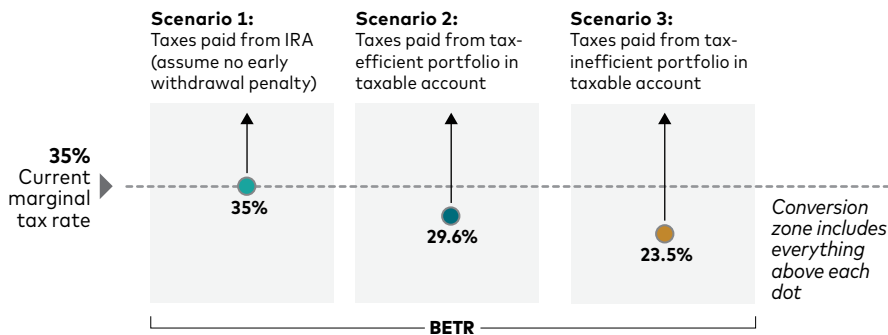 Scenario 1:
Taxes paid from IRA
(assume no early
withdrawal penalty)
Scenario 2:
Taxes paid from tax-
efficient portfolio in
taxable account
Scenario 3:
Taxes paid from tax-
inefficient portfolio in
taxable account
35%
Current
marginal
tax rate
35%
29.6%
23.5%
Conversion
zone includes
everything
above each
dot
BETR